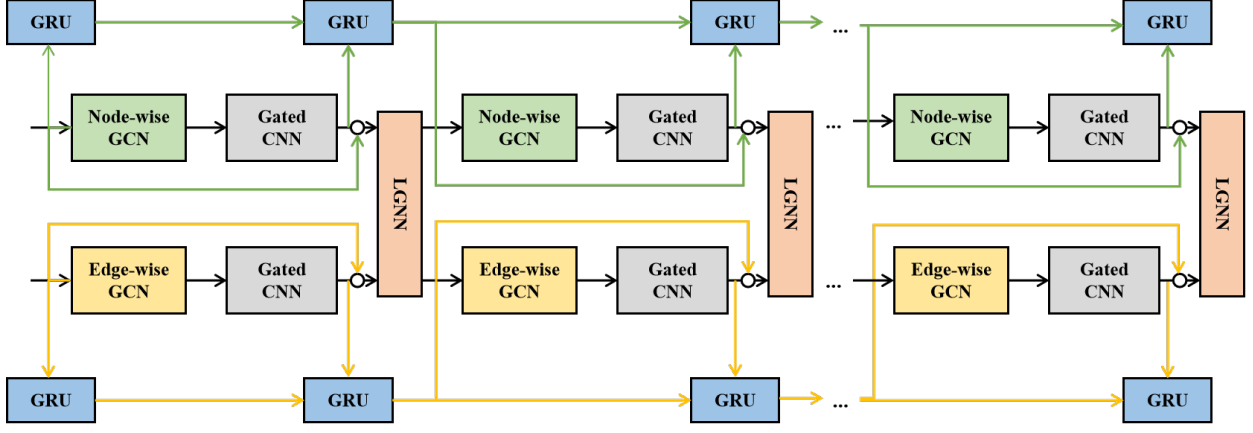 GRU GRU GRU ... GRU
Node-wise GCN
Gated CNN
LGNN
Node-wise GCN
Gated CNN
LGNN
...
Node-wise GCN
Gated CNN
LGNN
Edge-wise GCN
Gated CNN
Edge-wise GCN
Gated CNN
...
Edge-wise GCN
Gated CNN
GRU GRU GRU ... GRU